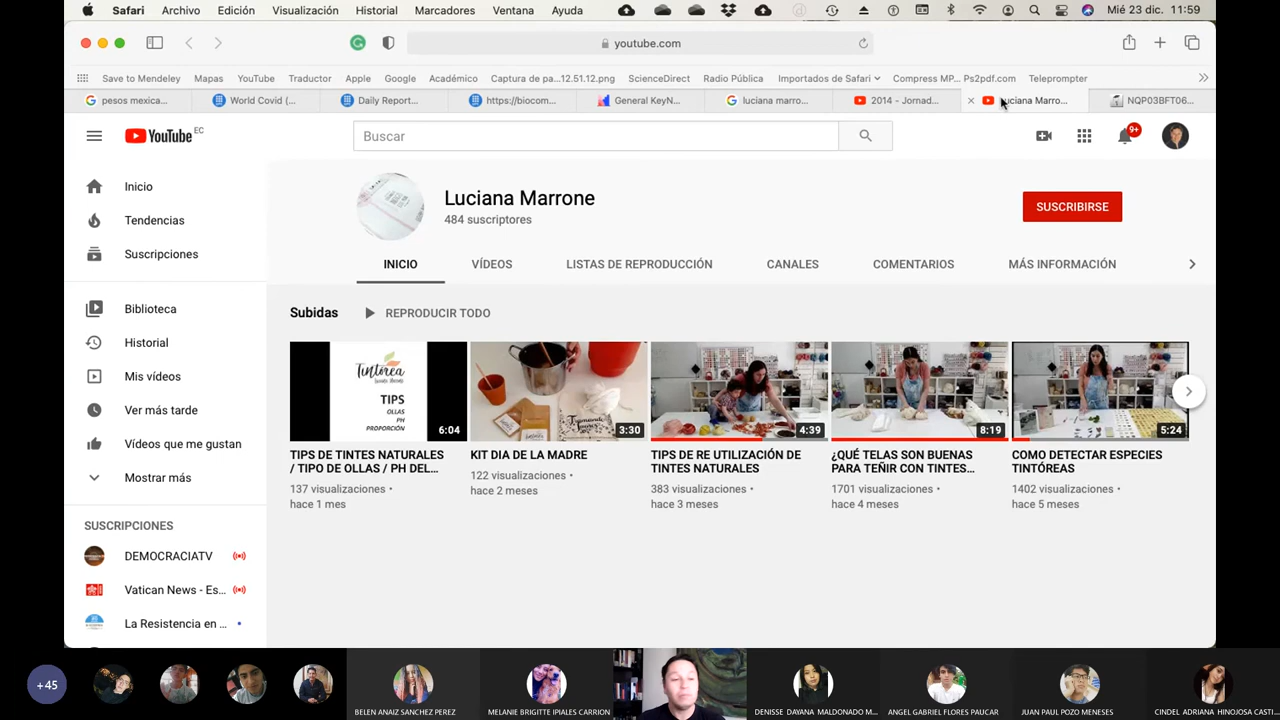 Safari Archivo Edición Visualización Historial Marcadores Ventana Ayuda Mié 23 dic. 11:59
youtube.com
Save to Mendeley Mapas YouTube Traductor Apple Google Académico Captura de pa...12.51.12.png ScienceDirect Radio Pública Importados de Safari Compress MP... Ps2pdf.com Teleprompter
pesos mexica... World Covid (... Daily Report... https://biocom... General KeyN... luciana marro... 2014 - Jornad... Luciana Marro... NQP03BFT06...
YouTube EC
Buscar
9+
Inicio
Tendencias
Suscripciones
Biblioteca
Historial
Mis vídeos
Ver más tarde
Vídeos que me gustan
Mostrar más
SUSCRIPCIONES
DEMOCRACIATV
Vatican News - Es...
La Resistencia en ...
Luciana Marrone
484 suscriptores
SUSCRIBIRSE
INICIO VÍDEOS LISTAS DE REPRODUCCIÓN CANALES COMENTARIOS MÁS INFORMACIÓN
Subidas REPRODUCIR TODO
Tintórea
TIPS
OLLAS
PH
PROPORCIÓN
6:04
3:30
4:39
8:19
5:24
TIPS DE TINTES NATURALES
/ TIPO DE OLLAS / PH DEL...
137 visualizaciones •
hace 1 mes
KIT DIA DE LA MADRE
122 visualizaciones •
hace 2 meses
TIPS DE RE UTILIZACIÓN DE
TINTES NATURALES
383 visualizaciones •
hace 3 meses
¿QUÉ TELAS SON BUENAS
PARA TEÑIR CON TINTES...
1701 visualizaciones •
hace 4 meses
COMO DETECTAR ESPECIES
TINTÓREAS
1402 visualizaciones •
hace 5 meses
+45
BELEN ANAIZ SANCHEZ PEREZ
MELANIE BRIGITTE IPIALES CARRION
DENISSE DAYANA MALDONADO M...
ANGEL GABRIEL FLORES PAUCAR
JUAN PAUL POZO MENESES
CINDEL ADRIANA HINOJOSA CASTI...